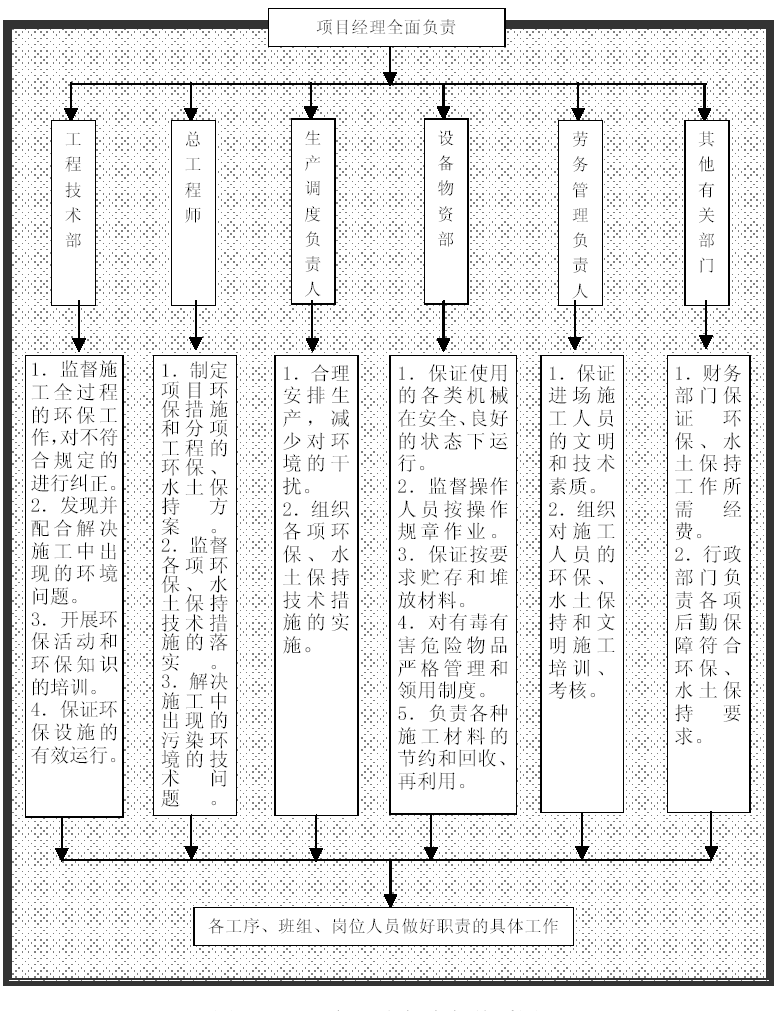 项目经理全面负责
工程技术部
总工程师
生产调度负责人
设备物资部
劳务管理负责人
其他有关部门
1. 监督施
工全过程
的环保工
作,对不符
合规定的
进行纠正。
2. 发现并
配合解决
施工中出
现的环境
问题。
3. 开展环
保活动和
环保知识
的培训。
4. 保证环
保设施的
有效运行。
1. 制定
项目环
保措施
和分项
工程的
环保、
水土保
持方
案。
2. 监督
各项环
保、水
土保持
技术措
施的落
实。
3. 解决
施工中
出现的
污染环
境的技
术问
题。
1. 合理
安排生
产，减
少对环
境的干
扰。
2. 组织
各项环
保、水
土保持
技术措
施的实
施。
1. 保证使用
的各类机械
在安全、良好
的状态下运
行。
2. 监督操作
人员按操作
规章作业。
3. 保证按要
求贮存和堆
放材料。
4. 对有毒有
害危险物品
严格管理和
领用制度。
5. 负责各种
施工材料的
节约和回收、
再利用。
1. 保证
进场施
工人员
的文明
和技术
素质。
2. 组织
对施工
人员的
环保、
水土保
持和文
明施工
培训、
考核。
1. 财务
部门保
证环
保、水
土保持
工作所
需经
费。
2. 行政
部门负
责各项
后勤保
障符合
环保、
水土保
持要
求。
各工序、班组、岗位人员做好职责的具体工作